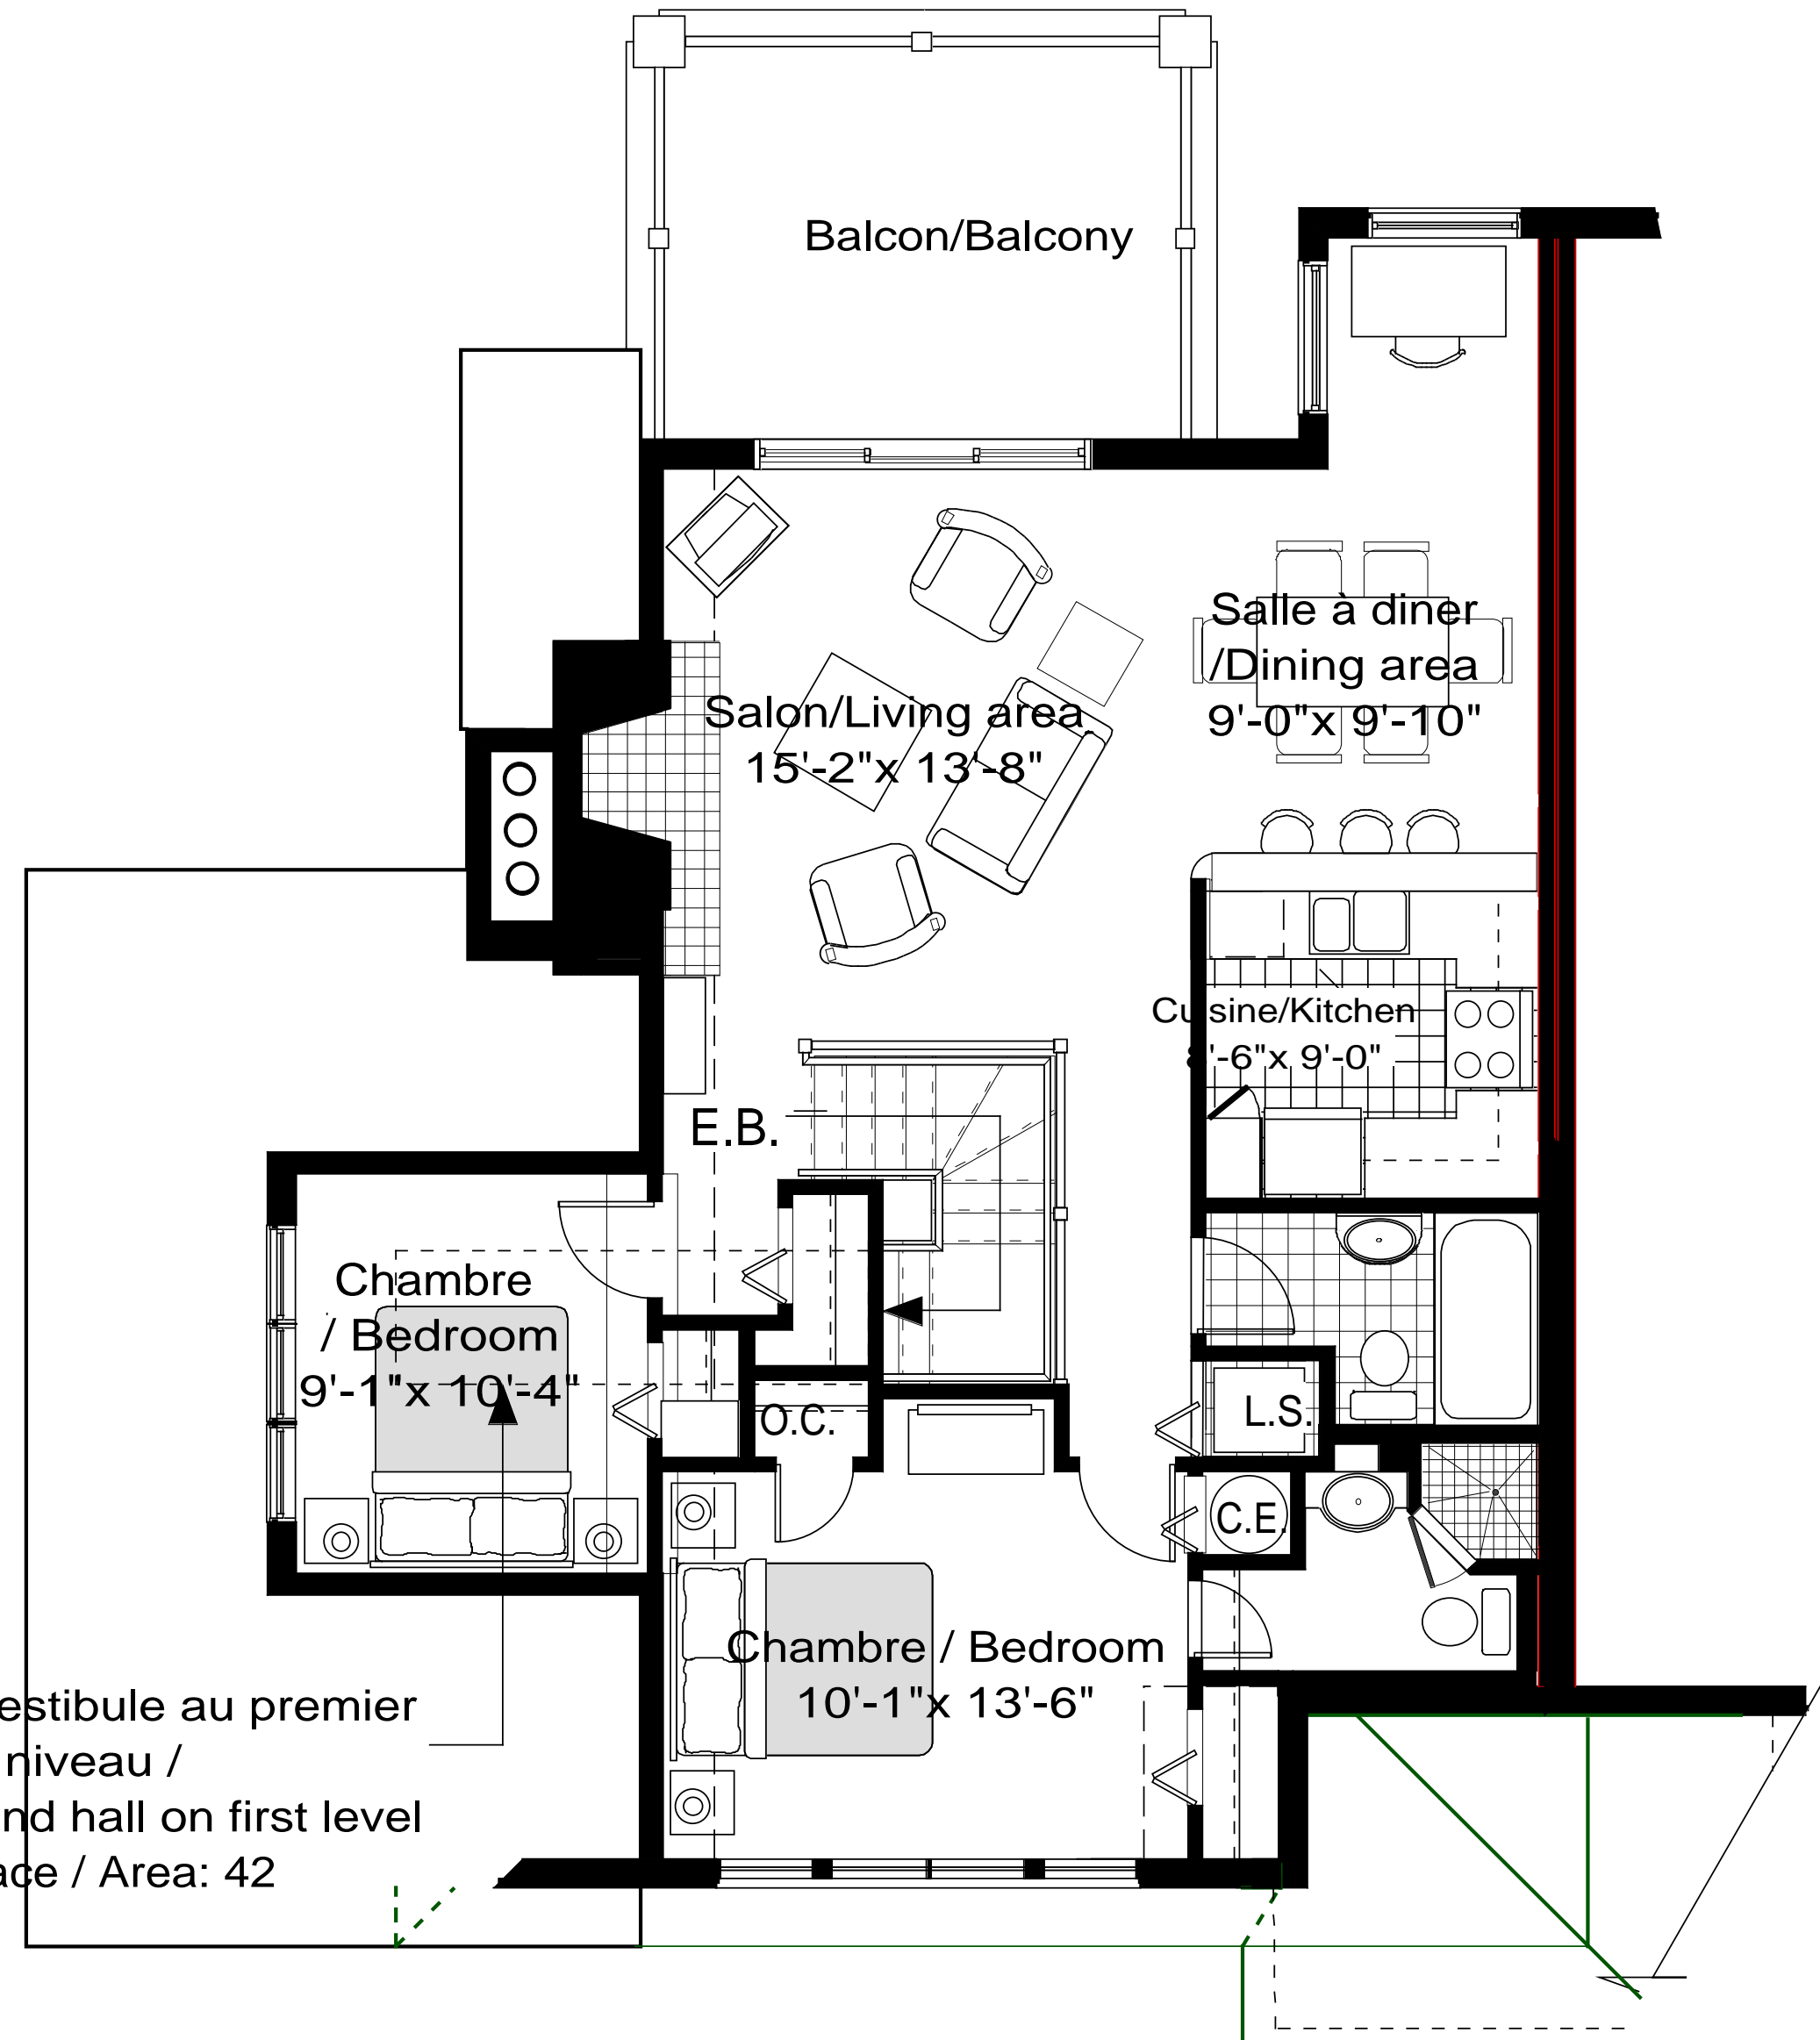 Balcon/Balcony
Salle à diner
/Dining area
9'-0"x 9'-10"
Salon/Living area
15'-2"x 13'-8"
Cuisine/Kitchen
8'-6"x 9'-0"
E.B.
Chambre
/ Bedroom
9'-1"x 10'-4"
O.C.
L.S.
C.E.
Chambre / Bedroom
10'-1"x 13'-6"
estibule au premier
niveau /
nd hall on first level
ace / Area: 42